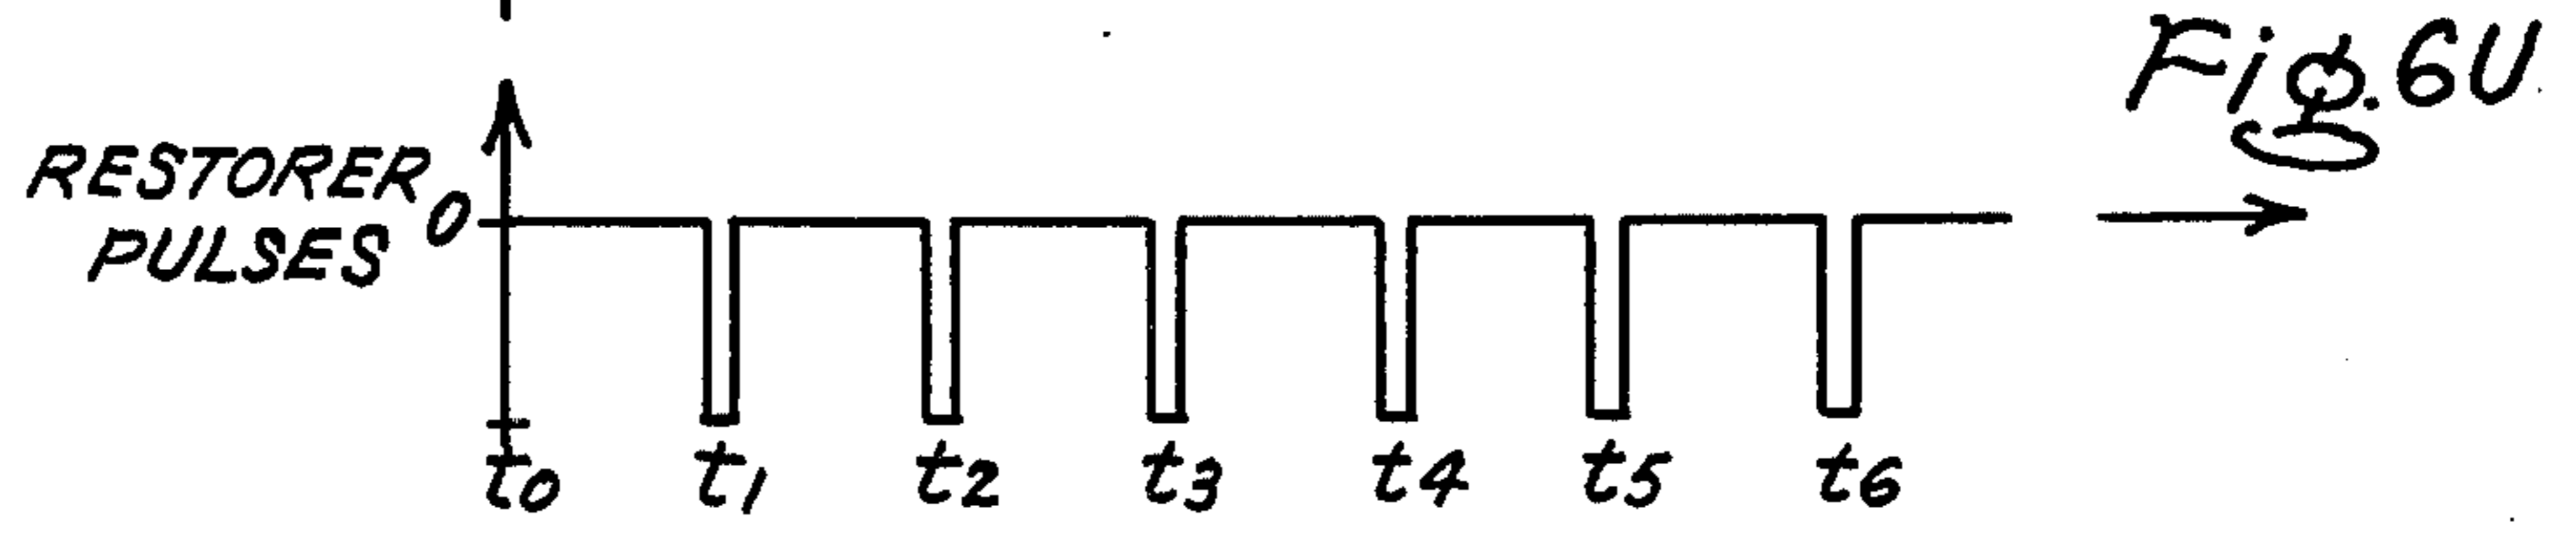 Fig. 6U
RESTORER
PULSES
0
t0 t1 t2 t3 t4 t5 t6